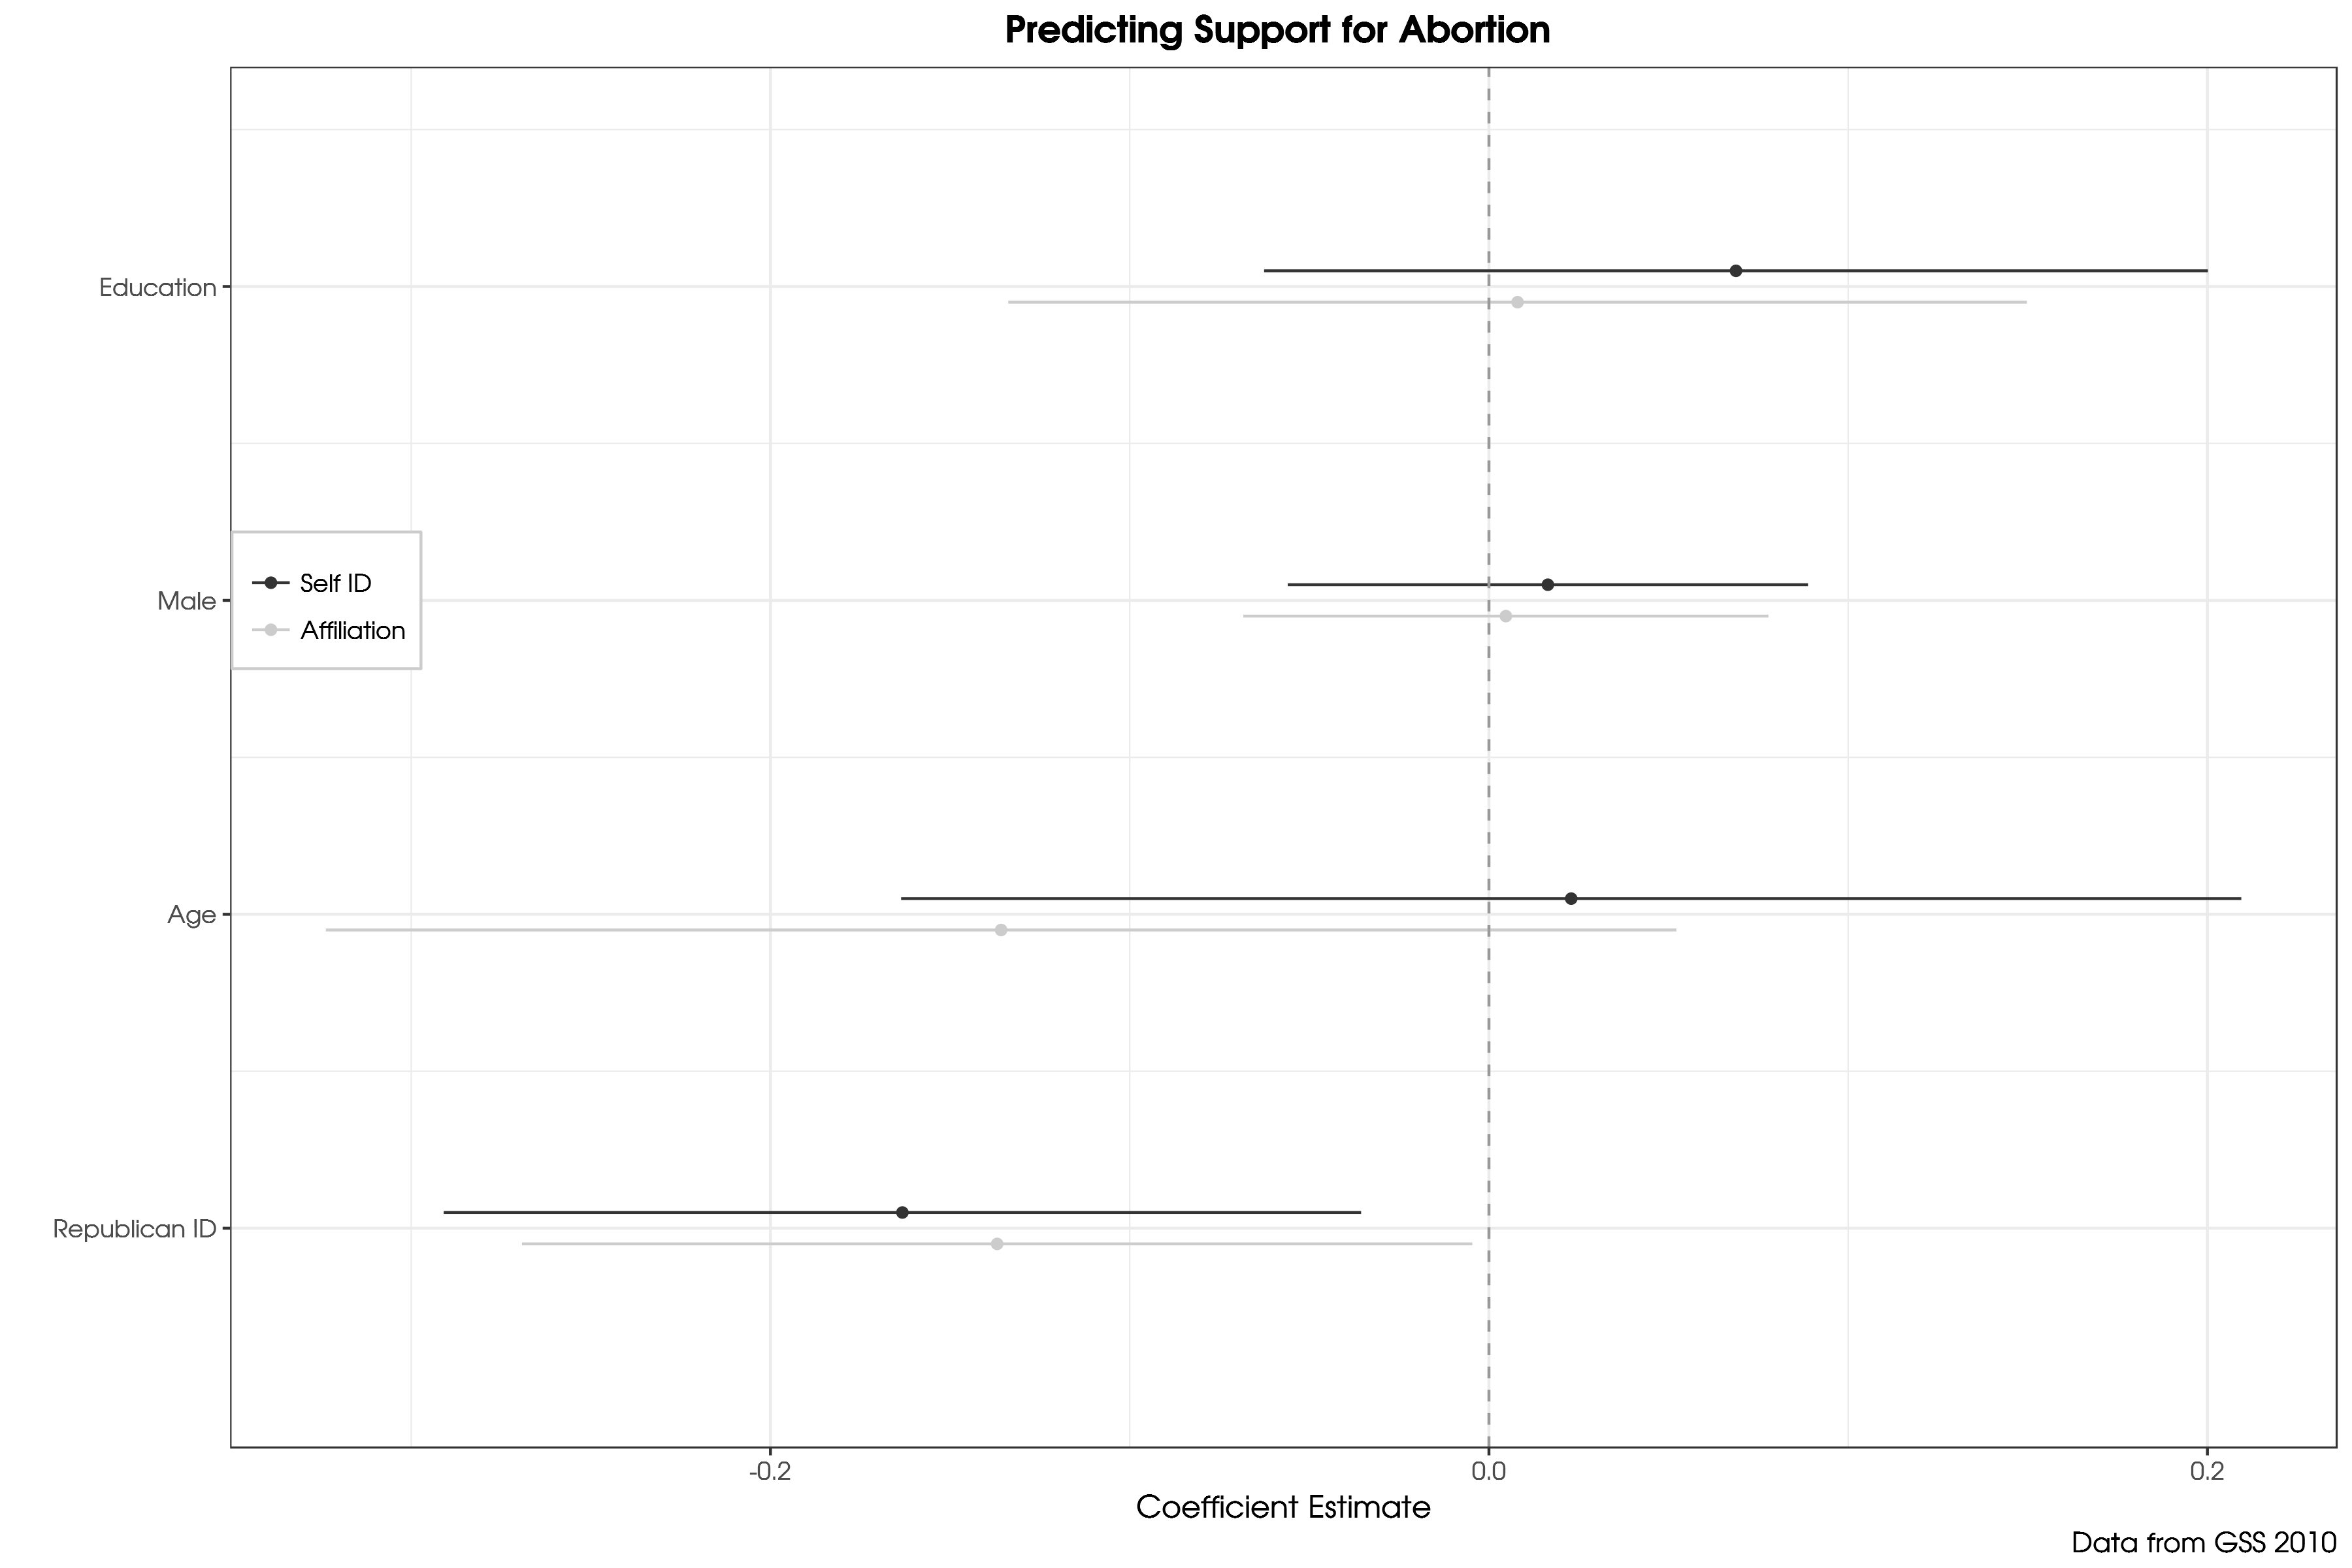 Predicting Support for Abortion
Education
Male
Self ID
Affiliation
Age
Republican ID
-0.2
0.0
0.2
Coefficient Estimate
Data from GSS 2010